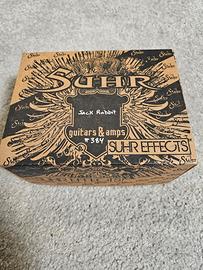 SUHR
Jack Rabbit
guitars & amps
#384
SUHR EFFECTS